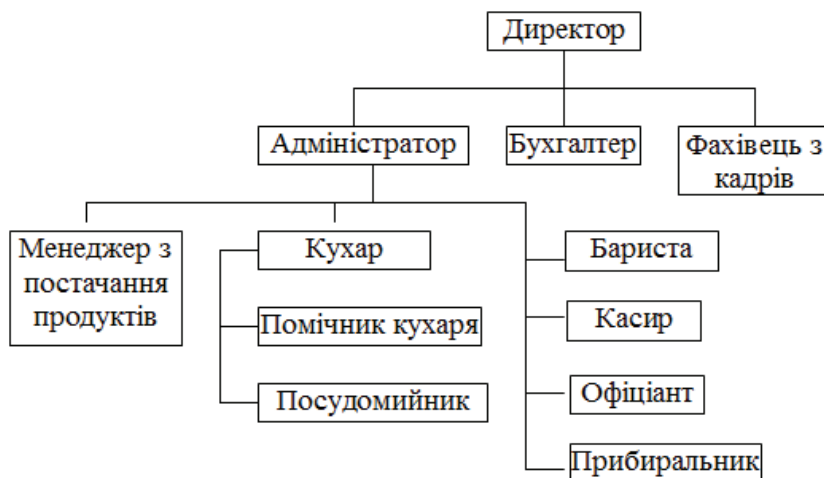 Директор
Адміністратор
Бухгалтер
Фахівець з
кадрів
Менеджер з
постачання
продуктів
Кухар
Помічник кухаря
Посудомийник
Бариста
Касир
Офіціант
Прибиральник